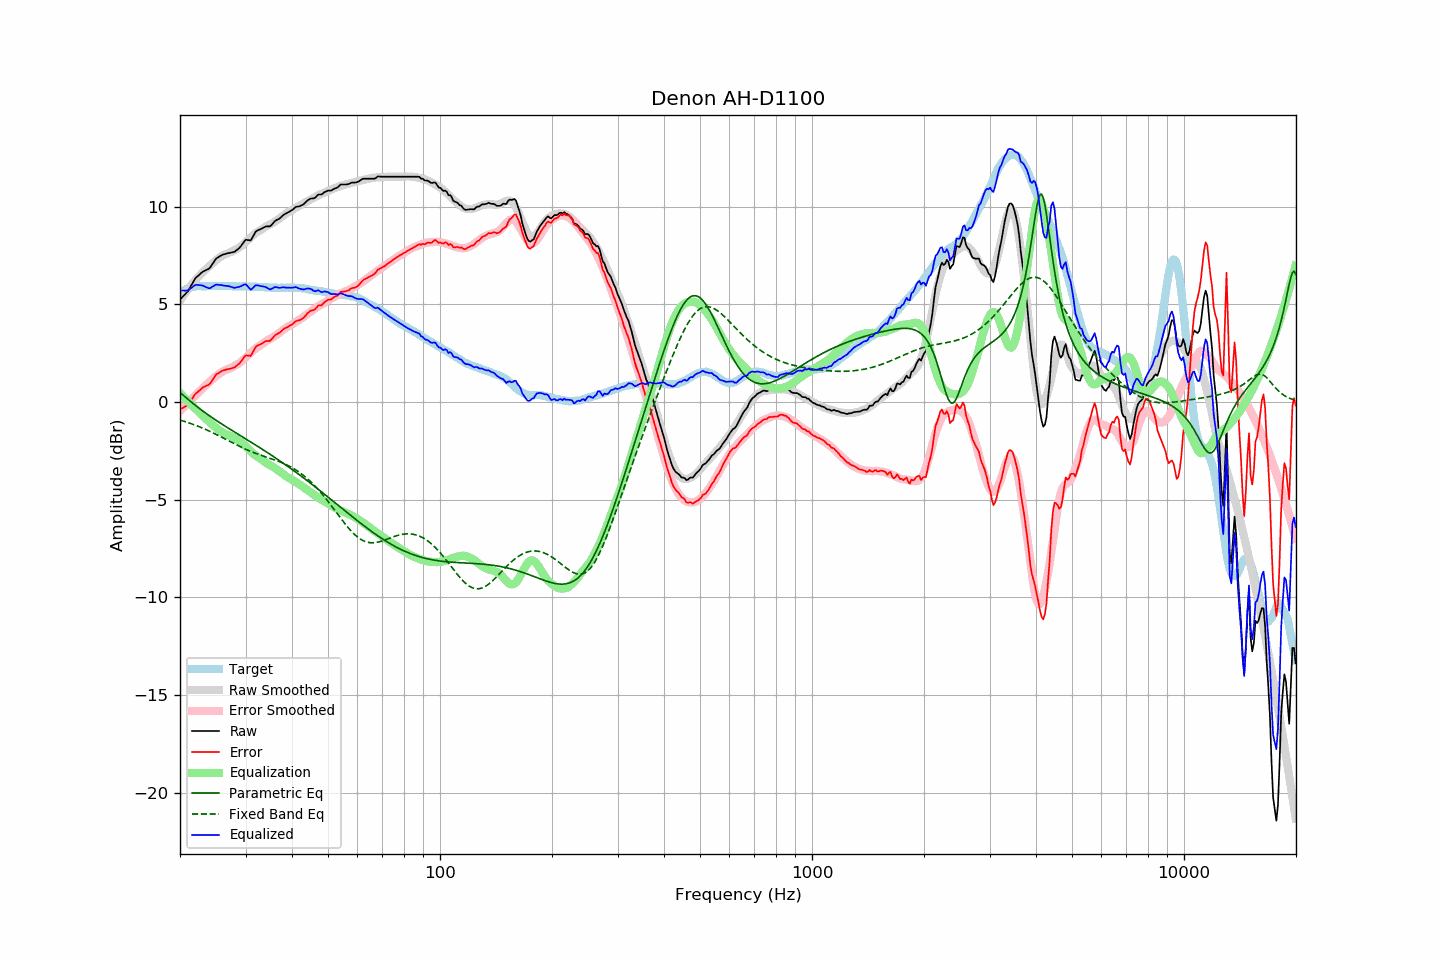 Denon AH-D1100
Amplitude (dBr)
10
5
0
−5
−10
−15
−20
Target
Raw Smoothed
Error Smoothed
Raw
Error
Equalization
Parametric Eq
Fixed Band Eq
Equalized
100
1000
10000
Frequency (Hz)